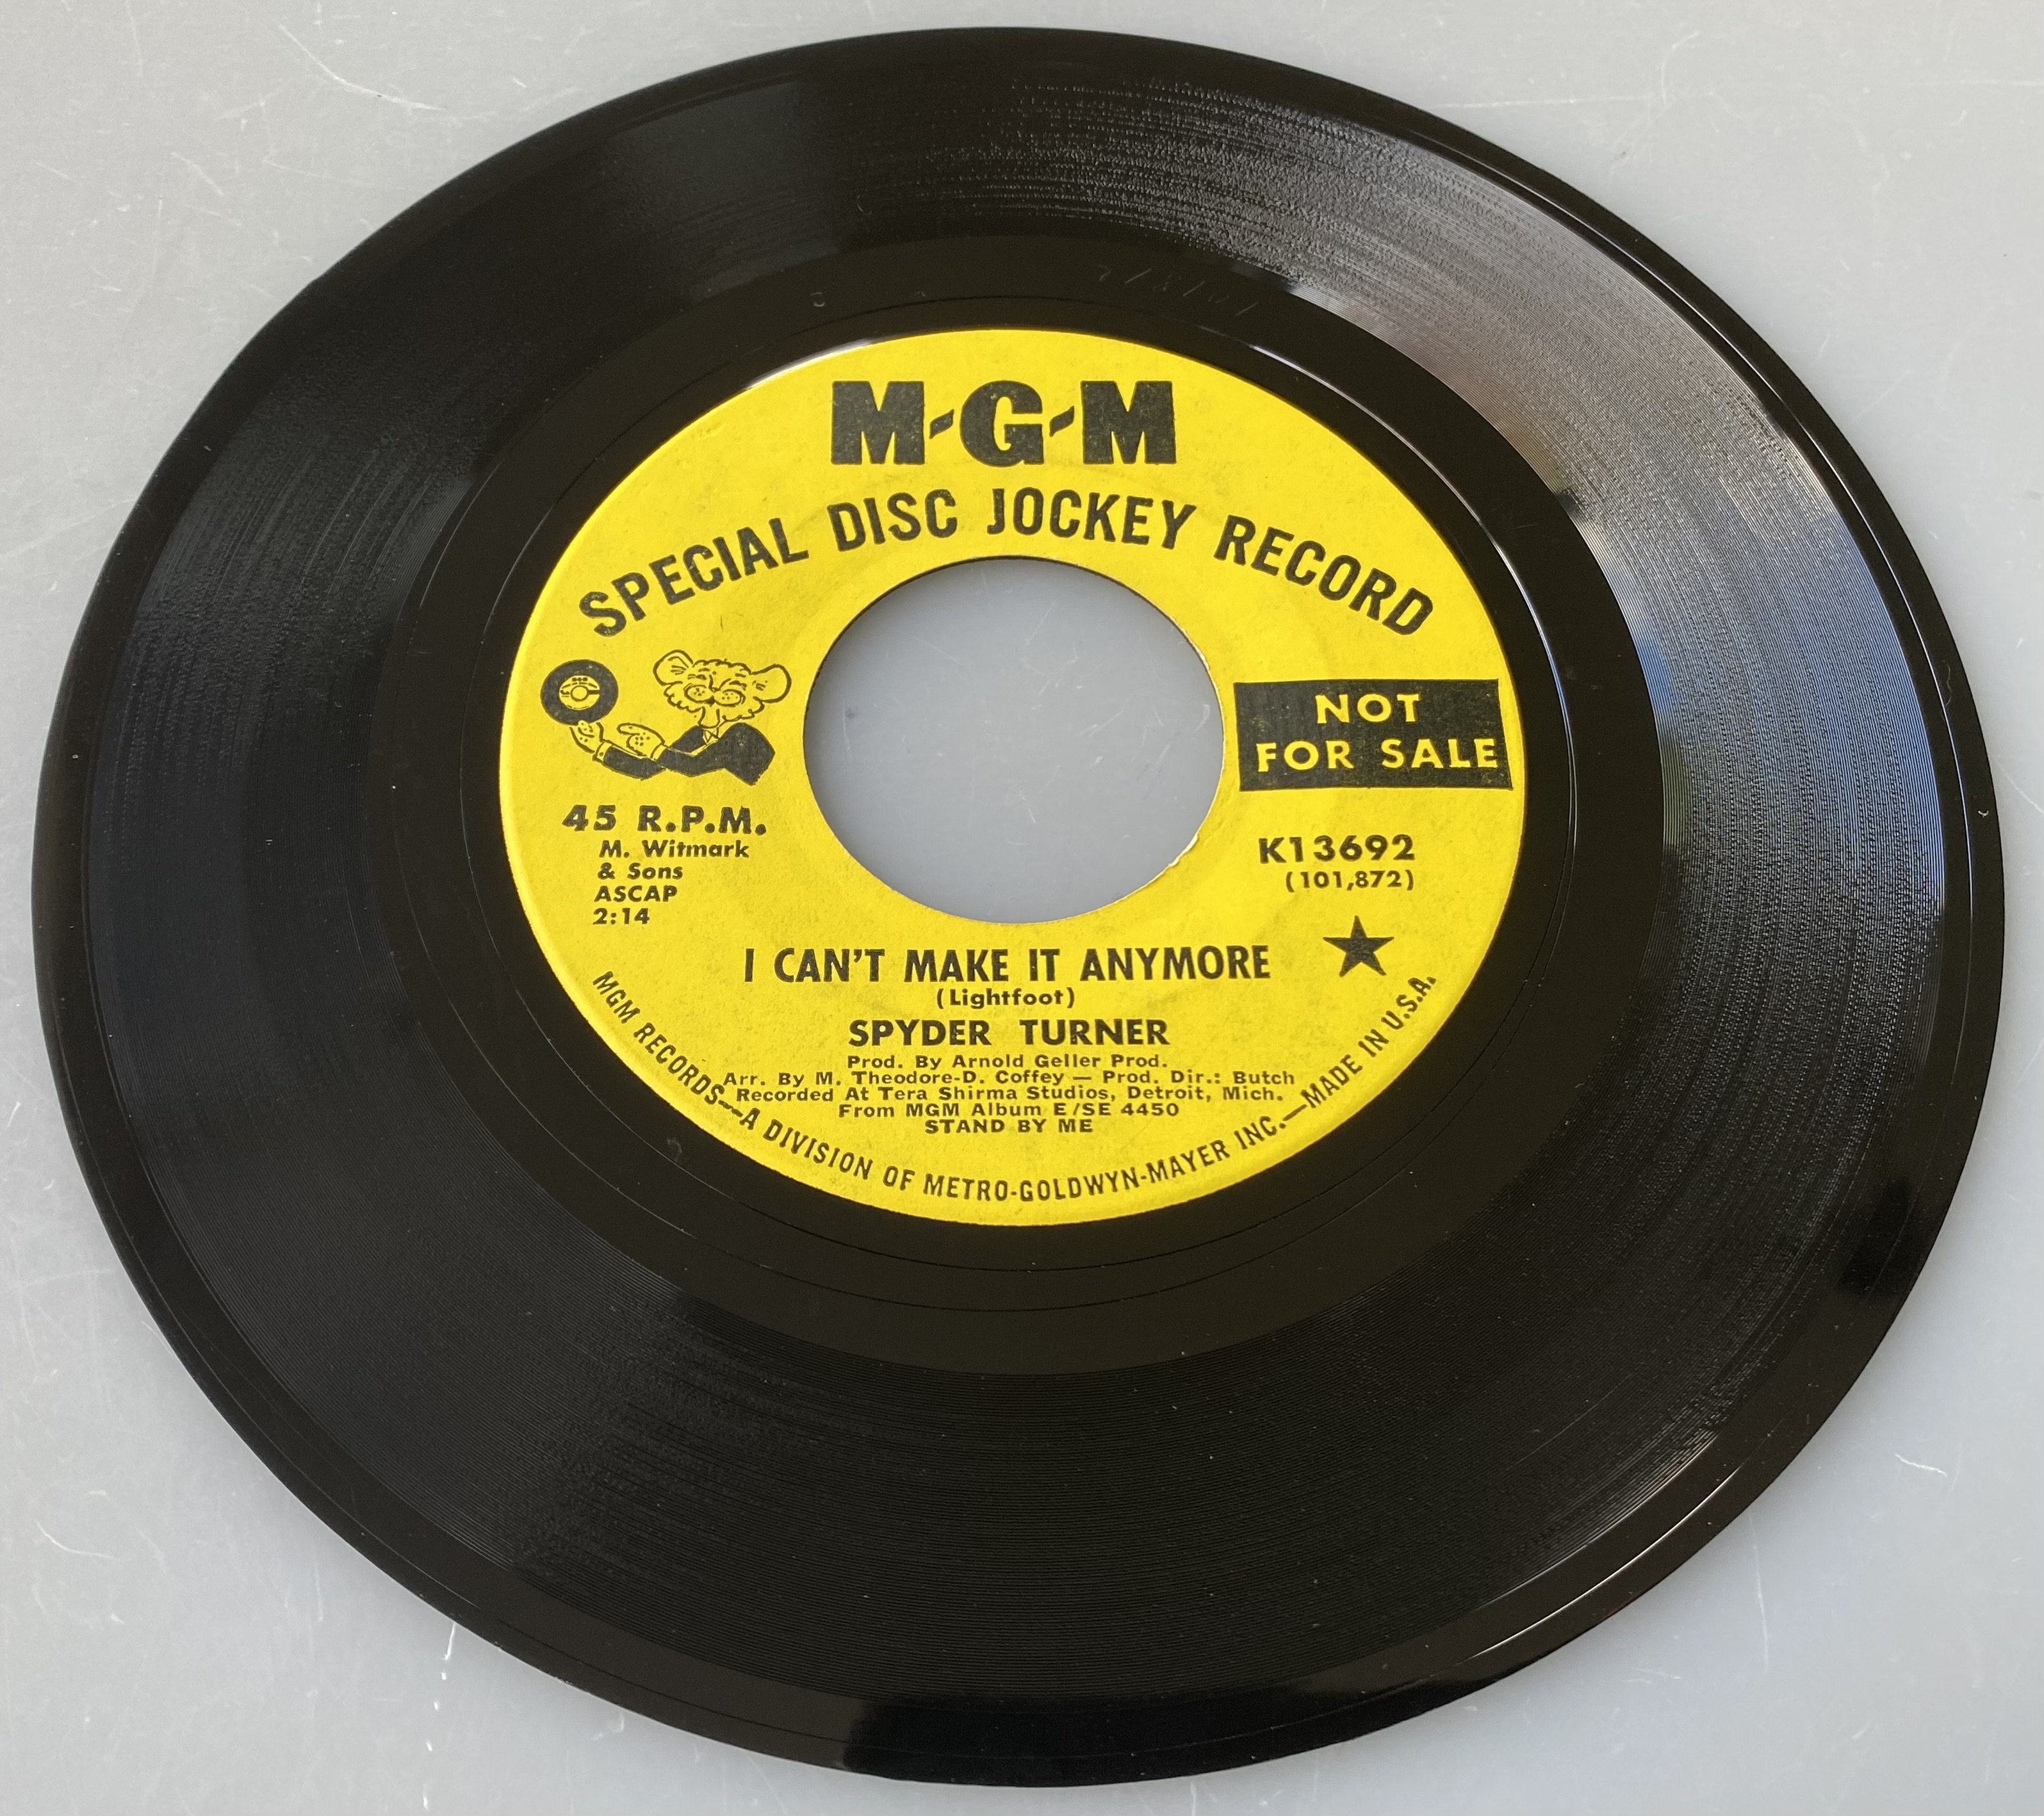 M-G-M
SPECIAL DISC JOCKEY RECORD
NOT
FOR SALE
45 R.P.M.
M. Witmark
& Sons
ASCAP
2:14
K13692
(101,872)
I CAN'T MAKE IT ANYMORE
(Lightfoot)
SPYDER TURNER
Prod. By Arnold Geller Prod.
Arr. By M. Theodore-D. Coffey — Prod. Dir.: Butch
Recorded At Tera Shirma Studios, Detroit, Mich.
From MGM Album E/SE 4450
STAND BY ME
MGM RECORDS—A DIVISION OF METRO-GOLDWYN-MAYER INC.—MADE IN U.S.A.